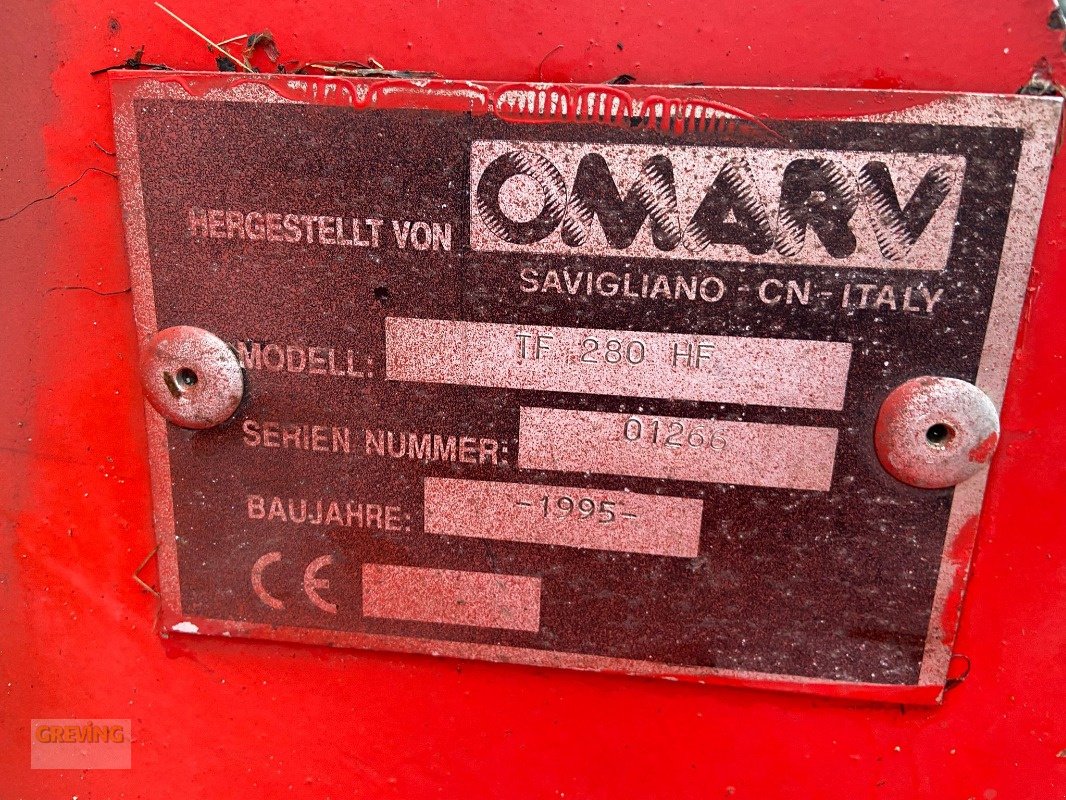 HERGESTELLT VON OMARV
SAVIGLIANO - CN - ITALY
MODELL: TF 280 HF
SERIEN NUMMER: 01266
BAUJAHRE: -1995-
CE
GREVING